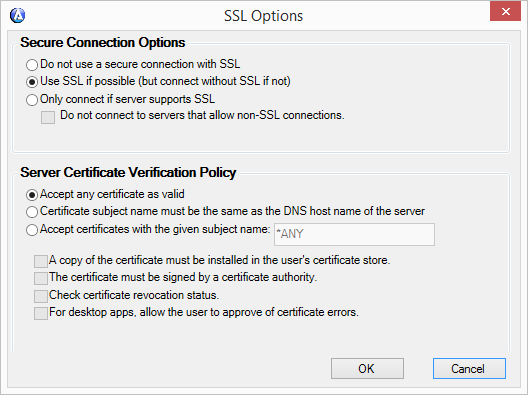 SSL Options
Secure Connection Options
Do not use a secure connection with SSL
Use SSL if possible (but connect without SSL if not)
Only connect if server supports SSL
Do not connect to servers that allow non-SSL connections.
Server Certificate Verification Policy
Accept any certificate as valid
Certificate subject name must be the same as the DNS host name of the server
Accept certificates with the given subject name: *ANY
A copy of the certificate must be installed in the user's certificate store.
The certificate must be signed by a certificate authority.
Check certificate revocation status.
For desktop apps, allow the user to approve of certificate errors.
OK Cancel